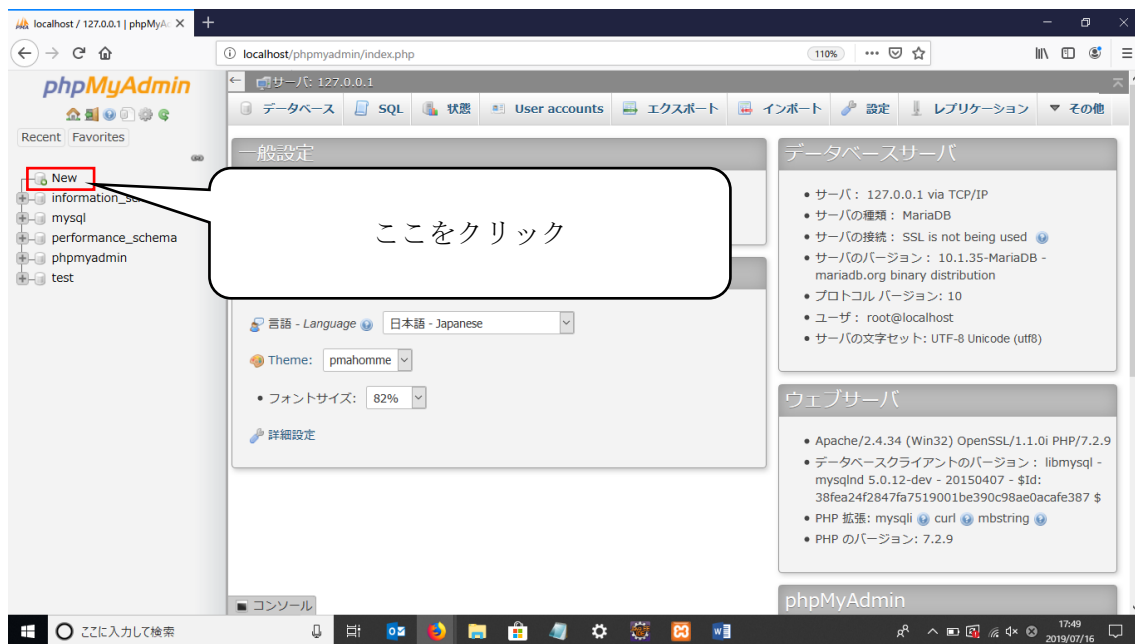 localhost / 127.0.0.1 | phpMyAd
localhost/phpmyadmin/index.php
110%
phpMyAdmin
Recent
Favorites
New
mysql
performance_schema
phpmyadmin
test
サーバ: 127.0.0.1
データベース
SQL
状態
User accounts
エクスポート
インポート
設定
レプリケーション
その他
一般設定
ここをクリック
言語 - Language
日本語 - Japanese
Theme:
pmahomme
フォントサイズ:
82%
詳細設定
コンソール
データベースサーバ
サーバ： 127.0.0.1 via TCP/IP
サーバの種類： MariaDB
サーバの接続： SSL is not being used
サーバのバージョン： 10.1.35-MariaDB -
mariadb.org binary distribution
プロトコル バージョン: 10
ユーザ： root@localhost
サーバの文字セット: UTF-8 Unicode (utf8)
ウェブサーバ
Apache/2.4.34 (Win32) OpenSSL/1.1.0i PHP/7.2.9
データベースクライアントのバージョン： libmysql -
mysqlnd 5.0.12-dev - 20150407 - $Id:
38fea24f2847fa7519001be390c98ae0acafe387 $
PHP 拡張: mysqli curl mbstring
PHP のバージョン: 7.2.9
phpMyAdmin
ここに入力して検索
17:49
2019/07/16